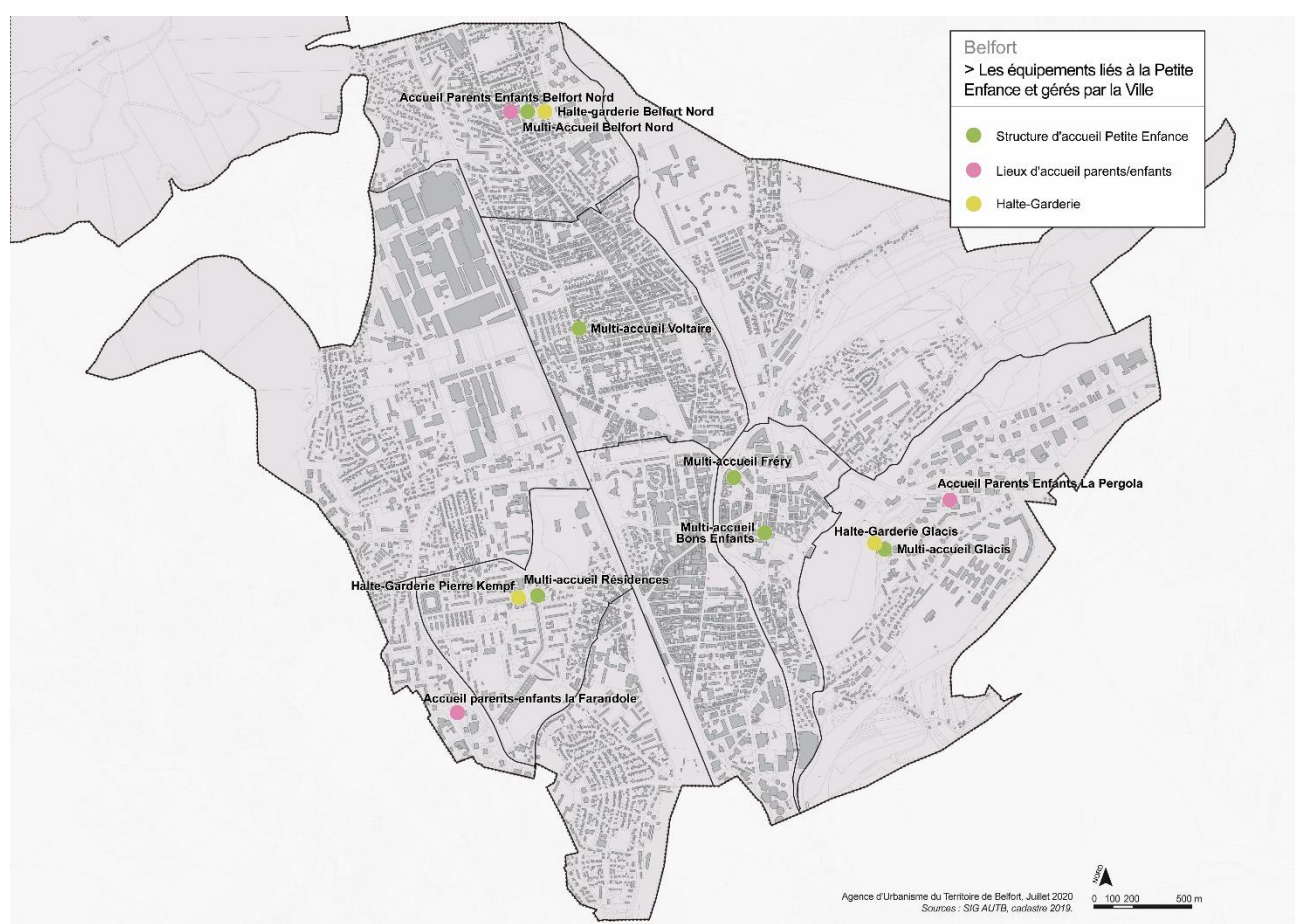 Belfort
> Les équipements liés à la Petite
Enfance et gérés par la Ville
Structure d'accueil Petite Enfance
Lieux d'accueil parents/enfants
Halte-Garderie
Accueil Parents Enfants Belfort Nord
Halte-garderie Belfort Nord
Multi-Accueil Belfort Nord
Multi-accueil Voltaire
Multi-accueil Fréry
Accueil Parents Enfants La Pergola
Multi-accueil
Bons Enfants
Halte-Garderie Glacis
Multi-accueil Glacis
Halte-Garderie Pierre Kempf
Multi-accueil Résidences
Accueil parents-enfants la Farandole
NORD
Agence d'Urbanisme du Territoire de Belfort, Juillet 2020
Sources : SIG AUTB, cadastre 2019.
0 100 200 500 m